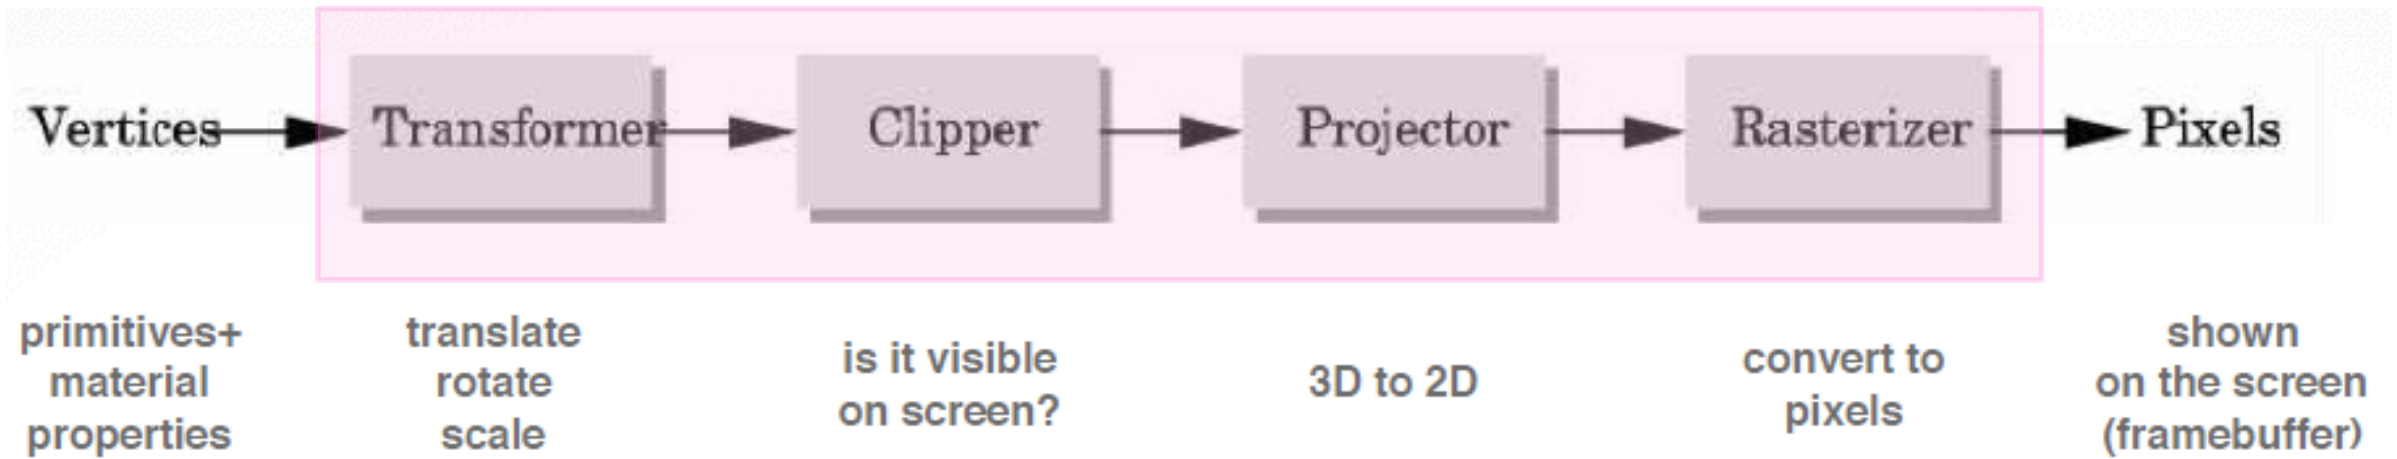 Vertices
Transformer
Clipper
Projector
Rasterizer
Pixels
primitives+
material
properties
translate
rotate
scale
is it visible
on screen?
3D to 2D
convert to
pixels
shown
on the screen
(framebuffer)